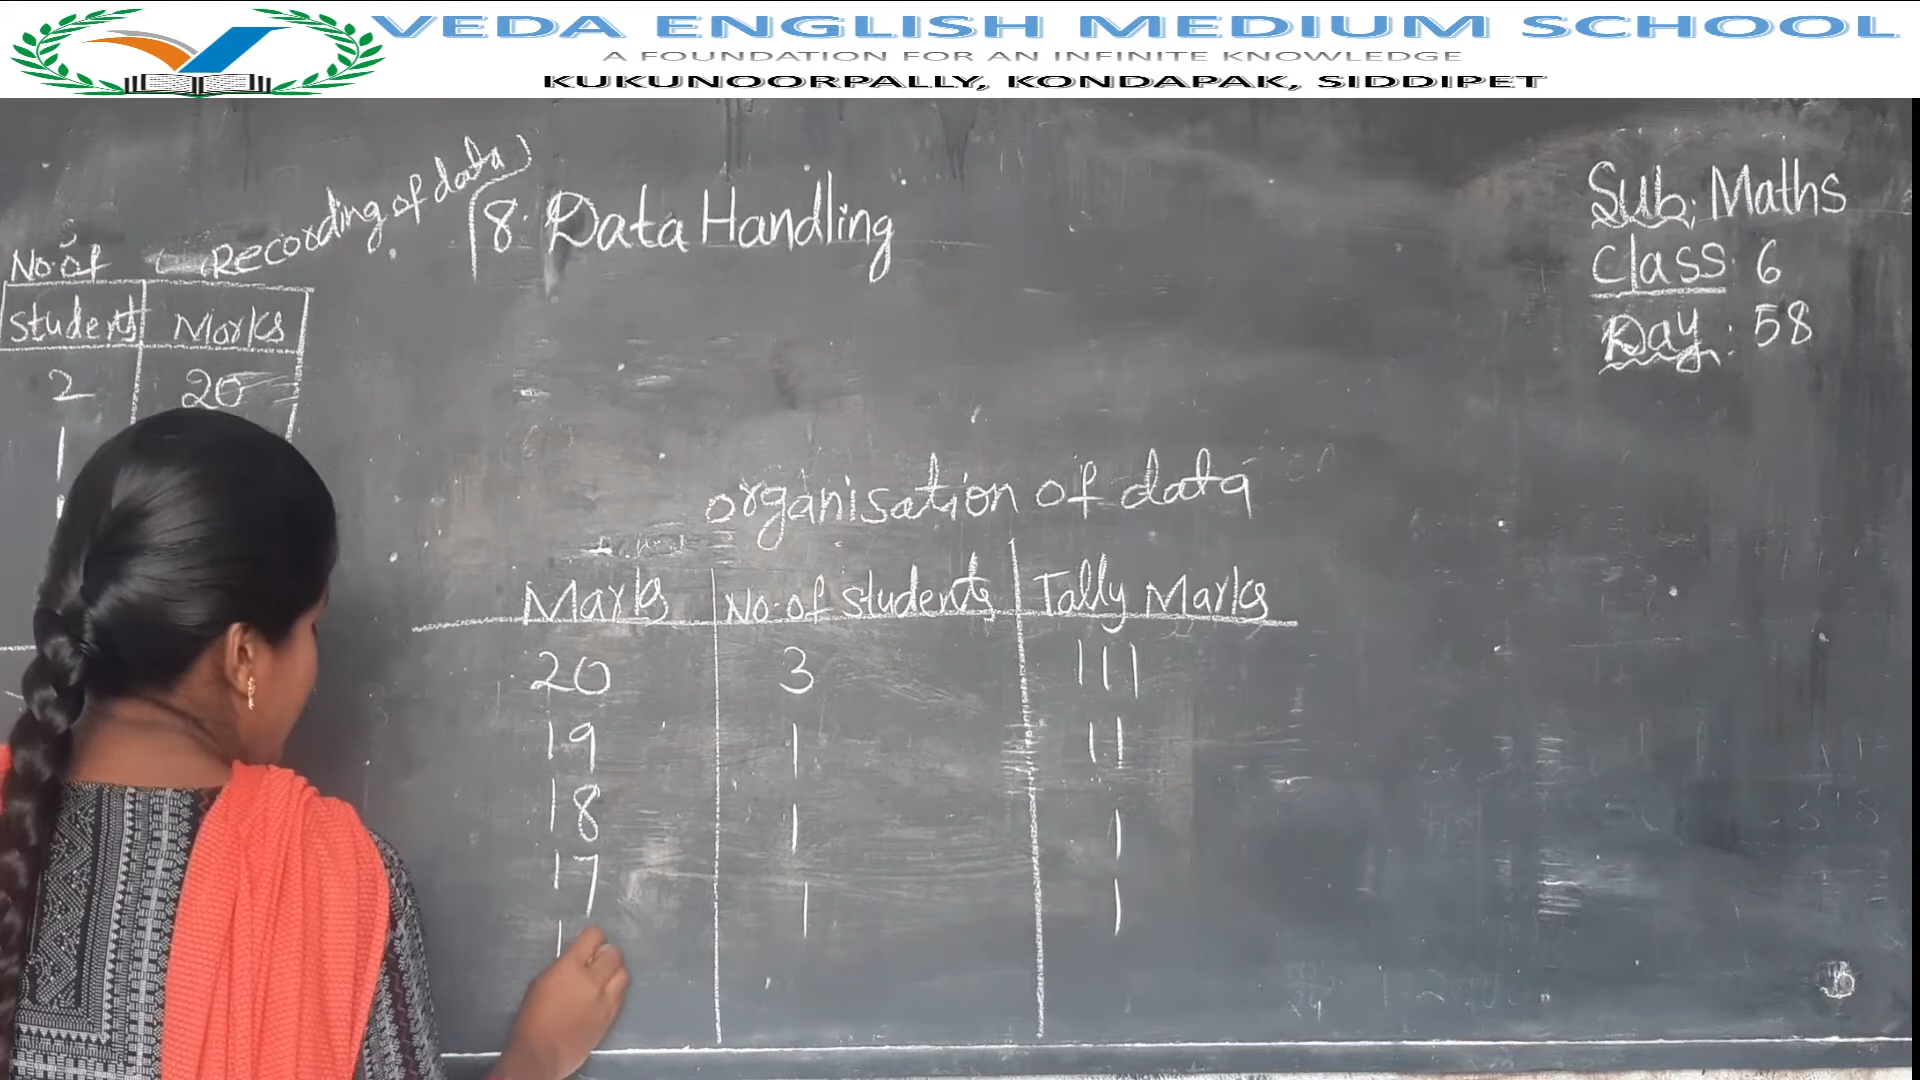 VEDA ENGLISH MEDIUM SCHOOL
A FOUNDATION FOR AN INFINITE KNOWLEDGE
KUKUNOORPALLY, KONDAPAK, SIDDIPET
Recording of data
8. Data Handling
Sub: Maths
Class: 6
Day: 58
No. of
students Marks
2 20
1
organisation of data
Marks No. of students Tally Marks
20 3 |||
19 1 ||
18 1 |
17 1 |
1